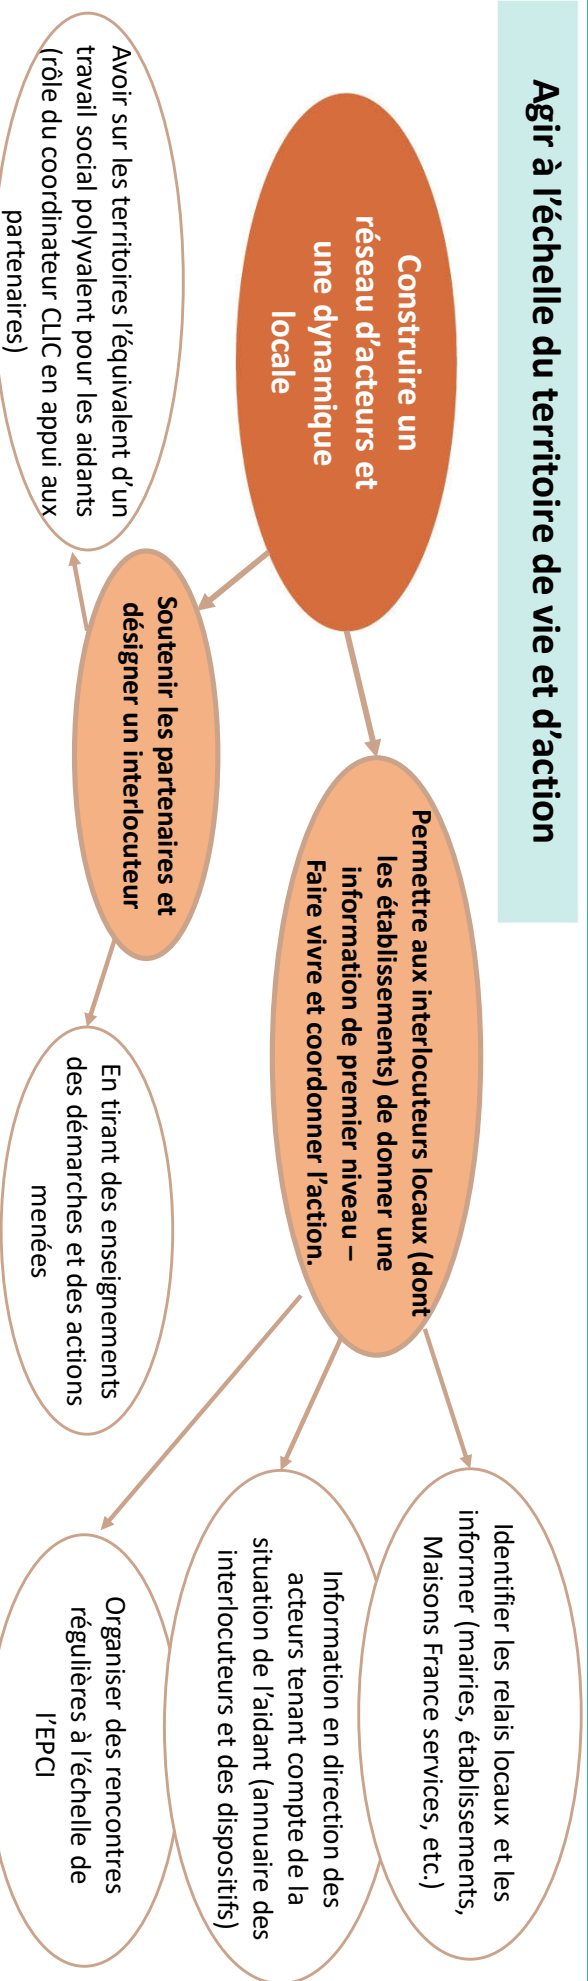 Agir à l'échelle du territoire de vie et d'action
Construire un
réseau d'acteurs et
une dynamique
locale
Permettre aux interlocuteurs locaux (dont
les établissements) de donner une
information de premier niveau –
Faire vivre et coordonner l'action.
Identifier les relais locaux et les
informer (mairies, établissements,
Maisons France services, etc.)
Information en direction des
acteurs tenant compte de la
situation de l'aidant (annuaire des
interlocuteurs et des dispositifs)
Organiser des rencontres
régulières à l'échelle de
l'EPCI
Soutenir les partenaires et
désigner un interlocuteur
Avoir sur les territoires l'équivalent d'un
travail social polyvalent pour les aidants
(rôle du coordinateur CLIC en appui aux
partenaires)
En tirant des enseignements
des démarches et des actions
menées